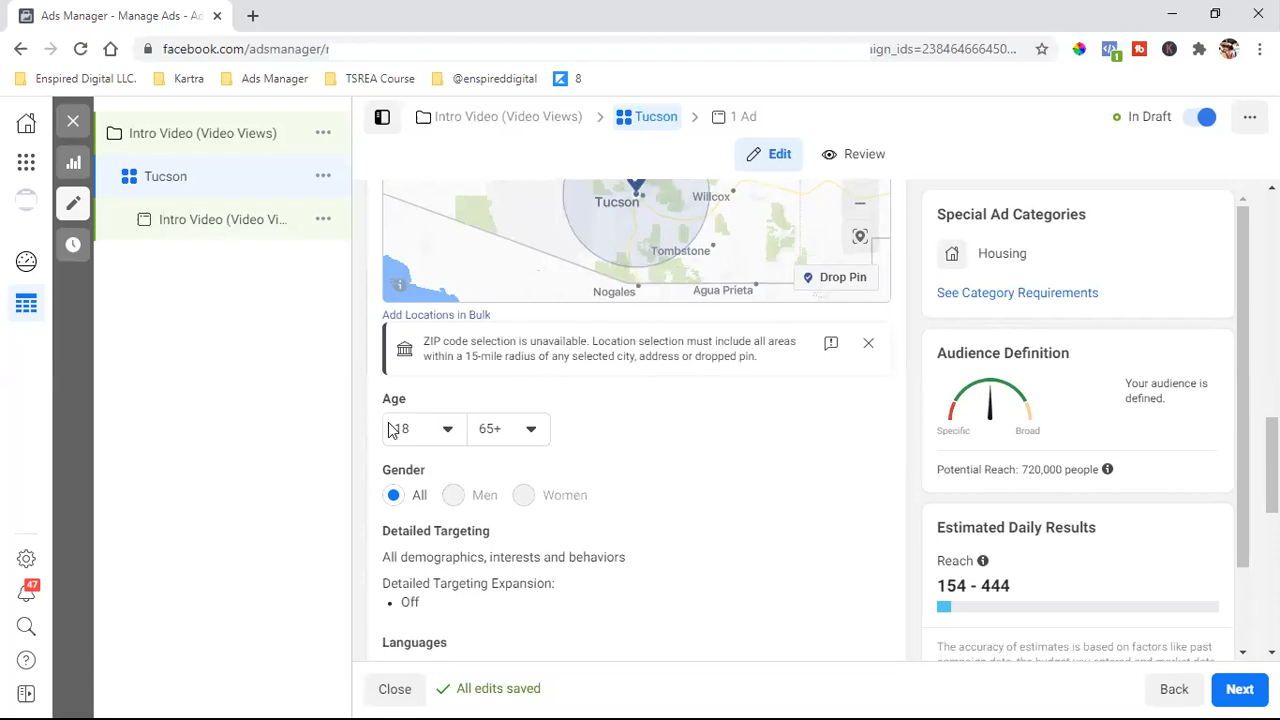 Ads Manager - Manage Ads - Ad
facebook.com/adsmanager/r
aign_ids=238464666450...
1
Enspired Digital LLC.
Kartra
Ads Manager
TSREA Course
@enspireddigital
8
Intro Video (Video Views)
Tucson
Intro Video (Video Vi...
Intro Video (Video Views)
Tucson
1 Ad
In Draft
Edit
Review
Tucson
Willcox
Tombstone
Nogales
Agua Prieta
Drop Pin
Add Locations in Bulk
ZIP code selection is unavailable. Location selection must include all areas
within a 15-mile radius of any selected city, address or dropped pin.
Age
18
65+
Gender
All
Men
Women
Detailed Targeting
All demographics, interests and behaviors
Detailed Targeting Expansion:
• Off
Languages
Special Ad Categories
Housing
See Category Requirements
Audience Definition
Your audience is
defined.
Specific
Broad
Potential Reach: 720,000 people
Estimated Daily Results
Reach
154 - 444
The accuracy of estimates is based on factors like past
47
Close
All edits saved
Back
Next